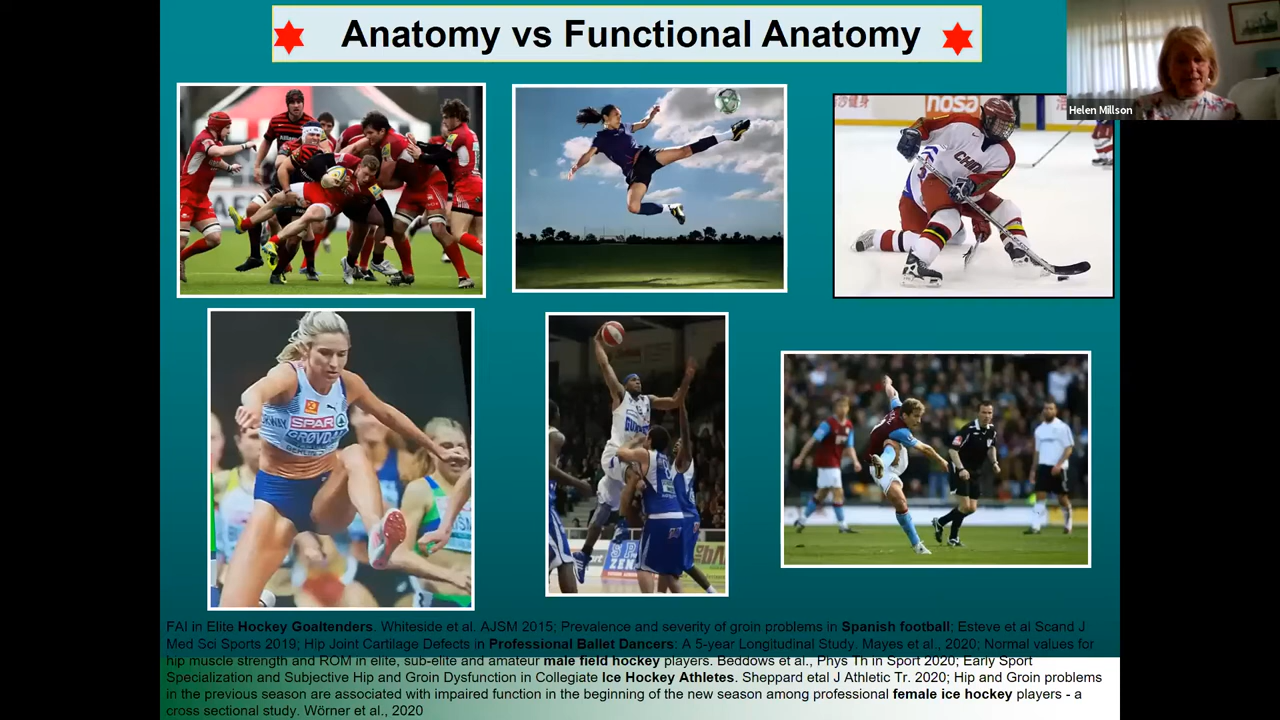 Anatomy vs Functional Anatomy
Helen Millson
nosa
CHI
SPAR
GRØVDA
FAI in Elite Hockey Goaltenders. Whiteside et al. AJSM 2015; Prevalence and severity of groin problems in Spanish football: Esteve et al Scand J
Med Sci Sports 2019; Hip Joint Cartilage Defects in Professional Ballet Dancers: A 5-year Longitudinal Study. Mayes et al., 2020; Normal values for
hip muscle strength and ROM in elite, sub-elite and amateur male field hockey players. Beddows et al., Phys Th in Sport 2020; Early Sport
Specialization and Subjective Hip and Groin Dysfunction in Collegiate Ice Hockey Athletes. Sheppard etal J Athletic Tr. 2020; Hip and Groin problems
in the previous season are associated with impaired function in the beginning of the new season among professional female ice hockey players - a
cross sectional study. Wörner et al., 2020